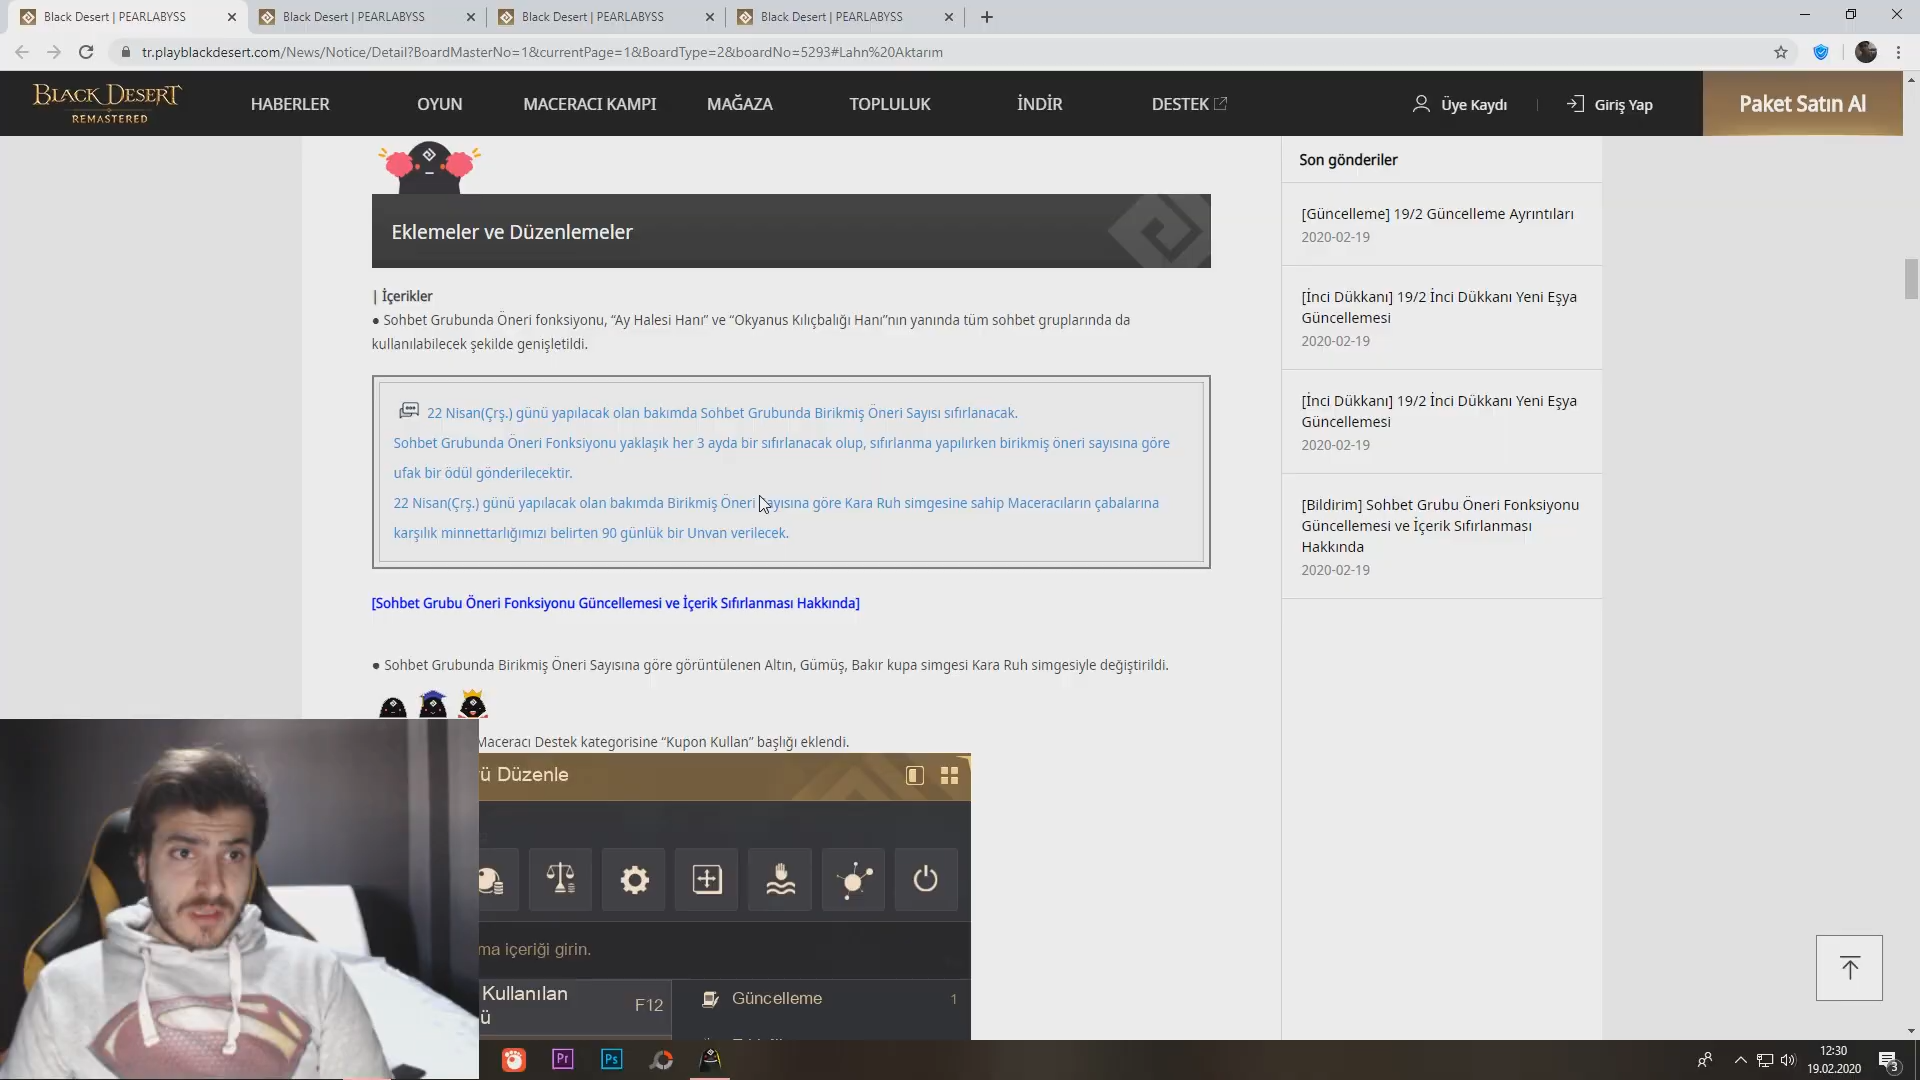 Black Desert | PEARLABYSS
Black Desert | PEARLABYSS
Black Desert | PEARLABYSS
Black Desert | PEARLABYSS
tr.playblackdesert.com/News/Notice/Detail?BoardMasterNo=1&currentPage=1&BoardType=2&boardNo=5293#Lahn%20Aktarım
BLACK DESERT
REMASTERED
HABERLER
OYUN
MACERACI KAMPI
MAĞAZA
TOPLULUK
İNDİR
DESTEK
Üye Kaydı
Giriş Yap
Paket Satın Al
Eklemeler ve Düzenlemeler
| İçerikler
● Sohbet Grubunda Öneri fonksiyonu, “Ay Halesi Hanı” ve “Okyanus Kılıçbalığı Hanı”nın yanında tüm sohbet gruplarında da
kullanılabilecek şekilde genişletildi.
22 Nisan(Çrş.) günü yapılacak olan bakımda Sohbet Grubunda Birikmiş Öneri Sayısı sıfırlanacak.
Sohbet Grubunda Öneri Fonksiyonu yaklaşık her 3 ayda bir sıfırlanacak olup, sıfırlanma yapılırken birikmiş öneri sayısına göre
ufak bir ödül gönderilecektir.
22 Nisan(Çrş.) günü yapılacak olan bakımda Birikmiş Öneri Sayısına göre Kara Ruh simgesine sahip Maceracıların çabalarına
karşılık minnettarlığımızı belirten 90 günlük bir Unvan verilecek.
[Sohbet Grubu Öneri Fonksiyonu Güncellemesi ve İçerik Sıfırlanması Hakkında]
● Sohbet Grubunda Birikmiş Öneri Sayısına göre görüntülenen Altın, Gümüş, Bakır kupa simgesi Kara Ruh simgesiyle değiştirildi.
Maceracı Destek kategorisine “Kupon Kullan” başlığı eklendi.
ü Düzenle
ma içeriği girin.
Kullanılan
ü
F12
Güncelleme
1
Son gönderiler
[Güncelleme] 19/2 Güncelleme Ayrıntıları
2020-02-19
[İnci Dükkanı] 19/2 İnci Dükkanı Yeni Eşya
Güncellemesi
2020-02-19
[İnci Dükkanı] 19/2 İnci Dükkanı Yeni Eşya
Güncellemesi
2020-02-19
[Bildirim] Sohbet Grubu Öneri Fonksiyonu
Güncellemesi ve İçerik Sıfırlanması
Hakkında
2020-02-19
Pr
Ps
12:30
19.02.2020
3